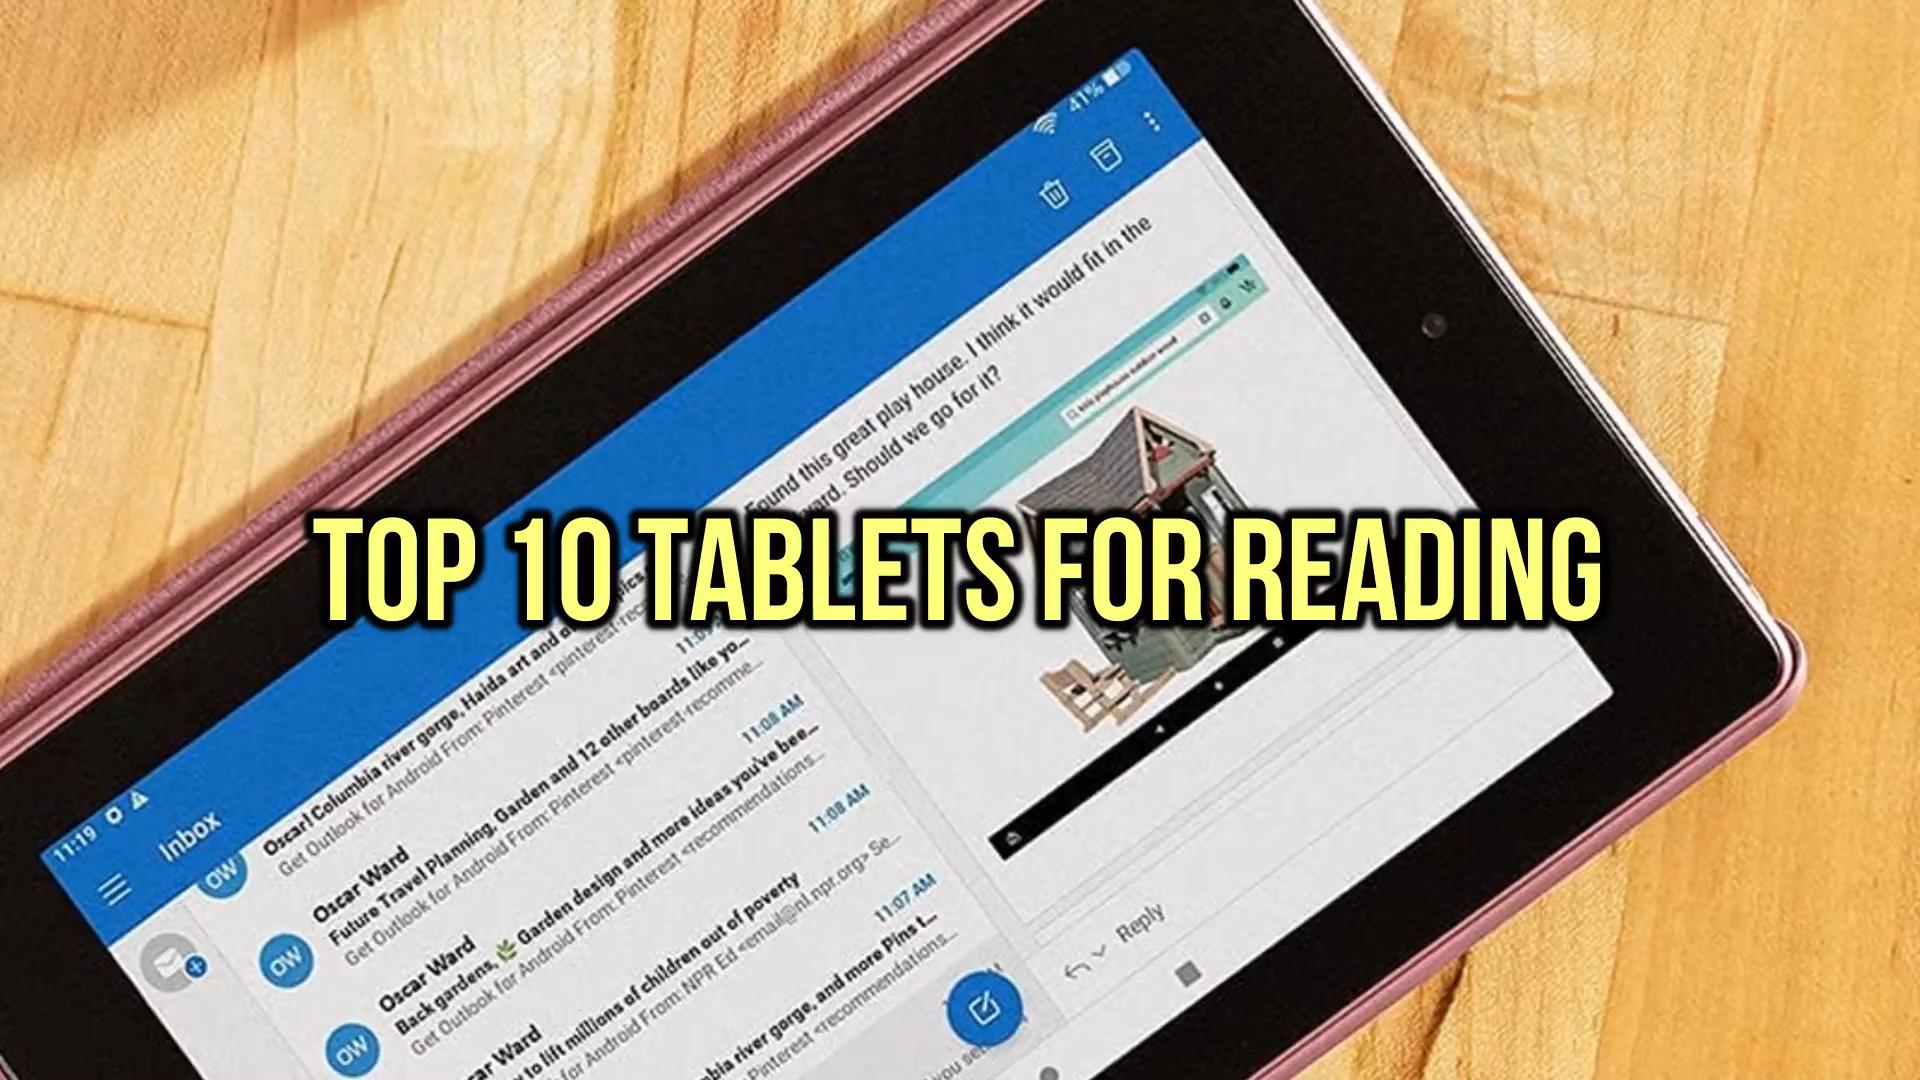 41%
Found this great play house. I think it would fit in the
yard. Should we go for it?
TOP 10 TABLETS FOR READING
11:19
Inbox
OW
Oscar! Columbia river gorge, Haida art and
Get Outlook for Android From: Pinterest <pinterest-rec
11:09
OW
Oscar Ward
Future Travel Planning, Garden and 12 other boards like yo...
Get Outlook for Android From: Pinterest <pinterest-recomme...
11:08 AM
OW
Oscar Ward
Back gardens, 🌿 Garden design and more ideas you've bee...
Get Outlook for Android From: Pinterest <recommendations...
11:08 AM
Ward
to lift millions of children out of poverty
for Android From: NPR Ed <email@nl.npr.org> Se...
11:07 AM
river gorge, and more Pins t...
From: Pinterest <recommendations...
Reply